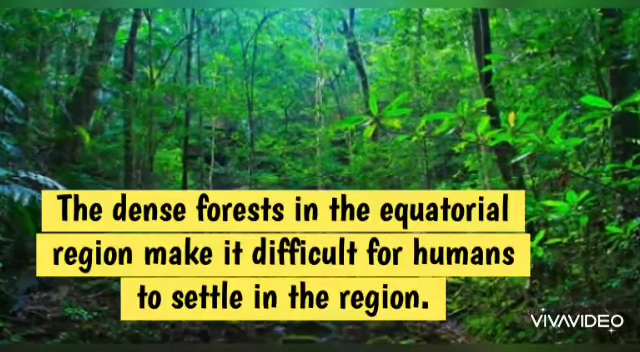 The dense forests in the equatorial
region make it difficult for humans
to settle in the region.
VIVAVIDEO